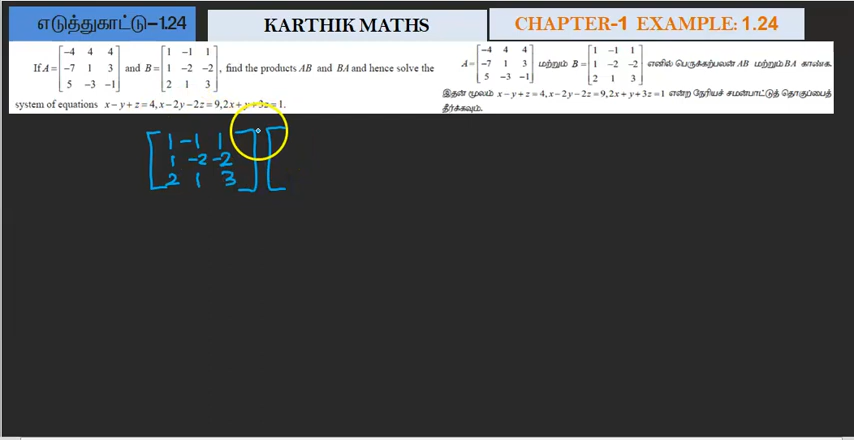 எடுத்துகாட்டு-1.24
KARTHIK MATHS
CHAPTER-1 EXAMPLE: 1.24
If A = [ -4 4 4 / -7 1 3 / 5 -3 -1 ] and B = [ 1 -1 1 / 1 -2 -2 / 2 1 3 ], find the products AB and BA and hence solve the
system of equations x − y + z = 4, x − 2y − 2z = 9, 2x + y + 3z = 1.
A = [ -4 4 4 / -7 1 3 / 5 -3 -1 ] மற்றும் B = [ 1 -1 1 / 1 -2 -2 / 2 1 3 ] எனில் பெருக்கற்பலன் AB மற்றும் BA காண்க.
இதன் மூலம் x − y + z = 4, x − 2y − 2z = 9, 2x + y + 3z = 1 என்ற நேரியச் சமன்பாட்டுத் தொகுப்பைத்
தீர்க்கவும்.
1 -1 1
1 -2 -2
2 1 3